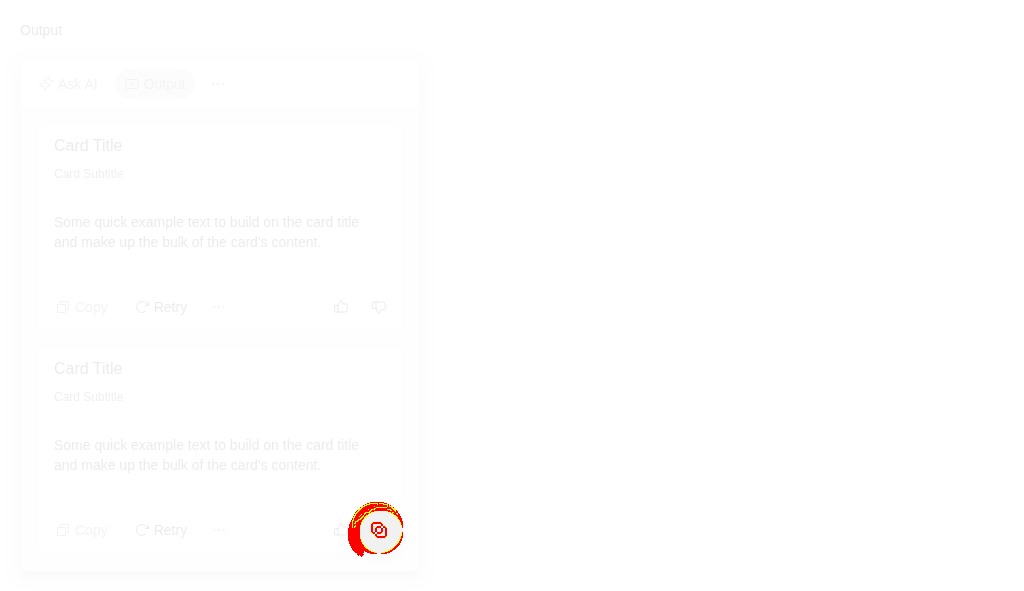 Output
Ask AI Output
Card Title
Card Subtitle
Some quick example text to build on the card title
and make up the bulk of the card's content.
Copy Retry
Card Title
Card Subtitle
Some quick example text to build on the card title
and make up the bulk of the card's content.
Copy Retry